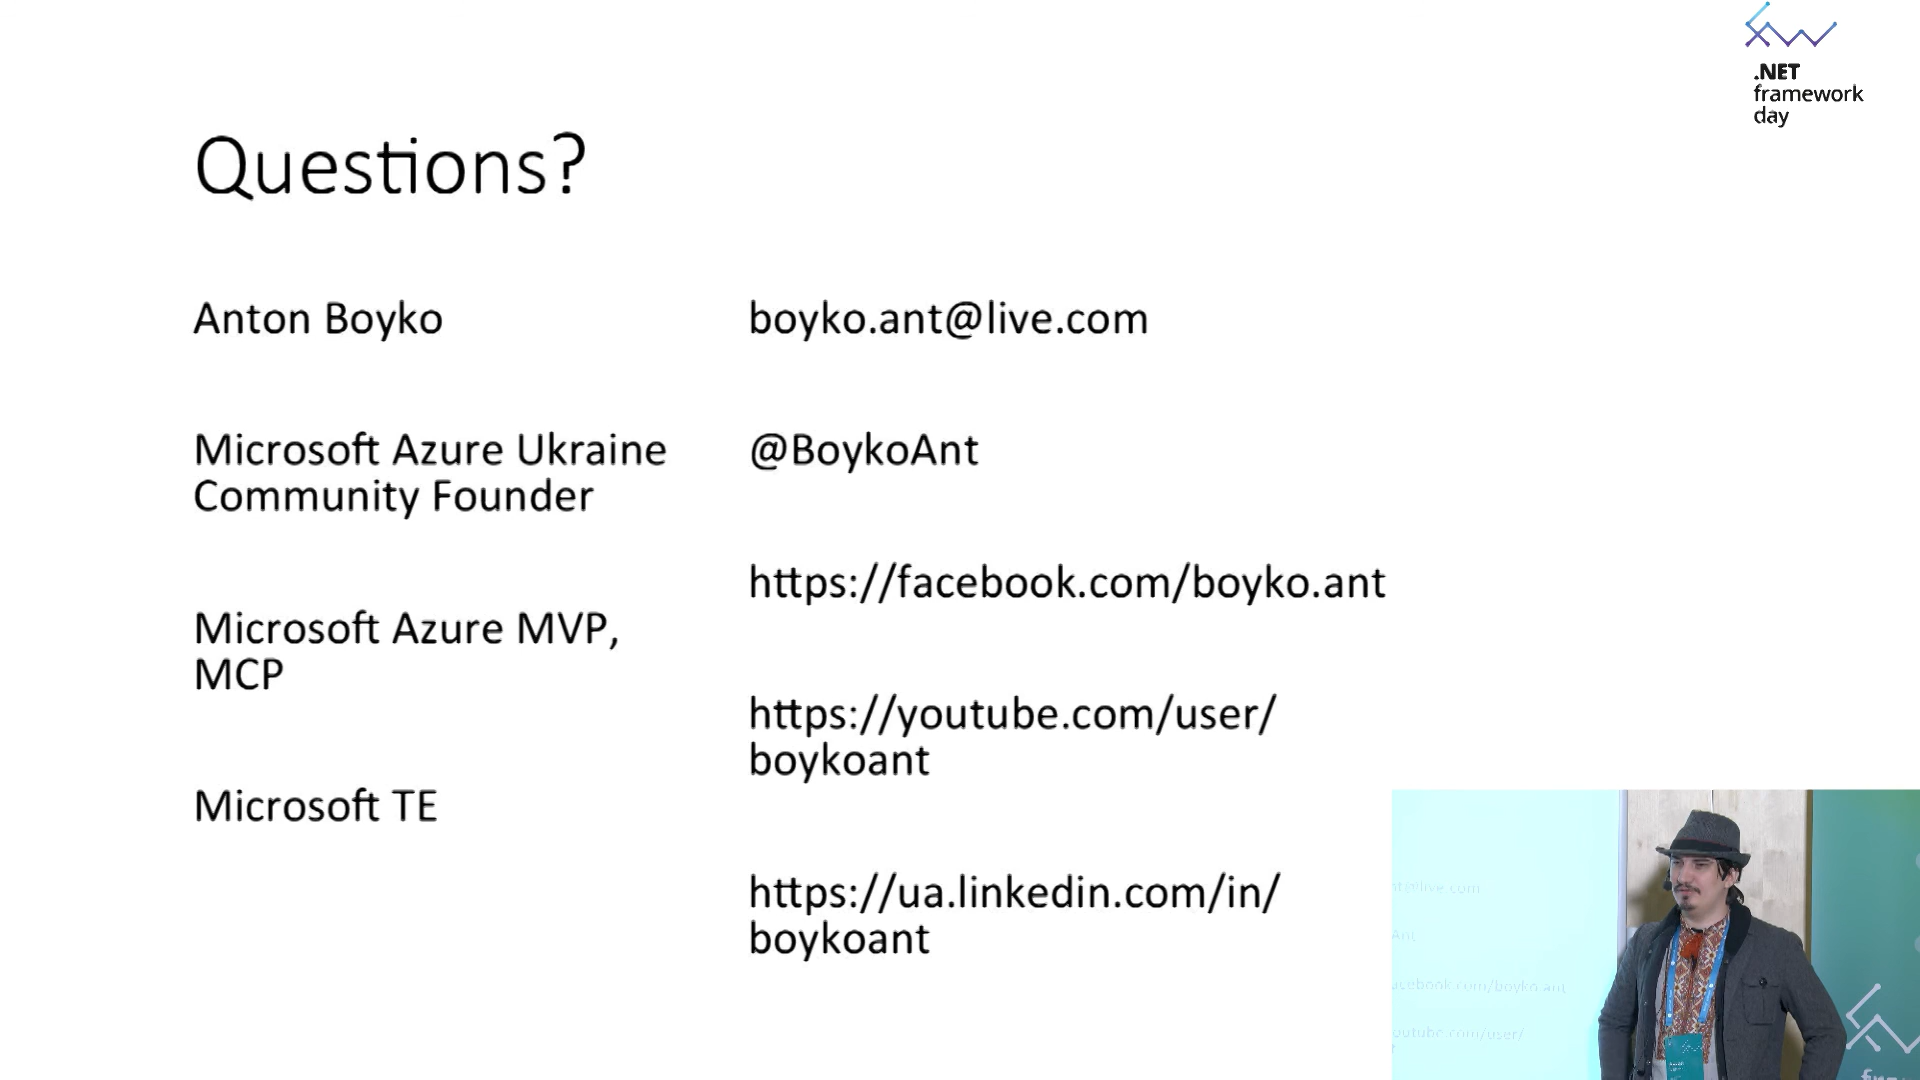 .NET
framework
day
Questions?
Anton Boyko
Microsoft Azure Ukraine
Community Founder
Microsoft Azure MVP,
MCP
Microsoft TE
boyko.ant@live.com
@BoykoAnt
https://facebook.com/boyko.ant
https://youtube.com/user/
boykoant
https://ua.linkedin.com/in/
boykoant